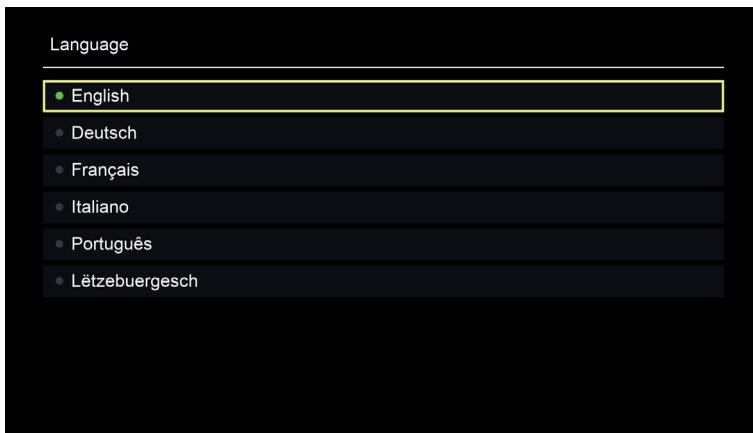 Language
English
Deutsch
Français
Italiano
Português
Lëtzebuergesch